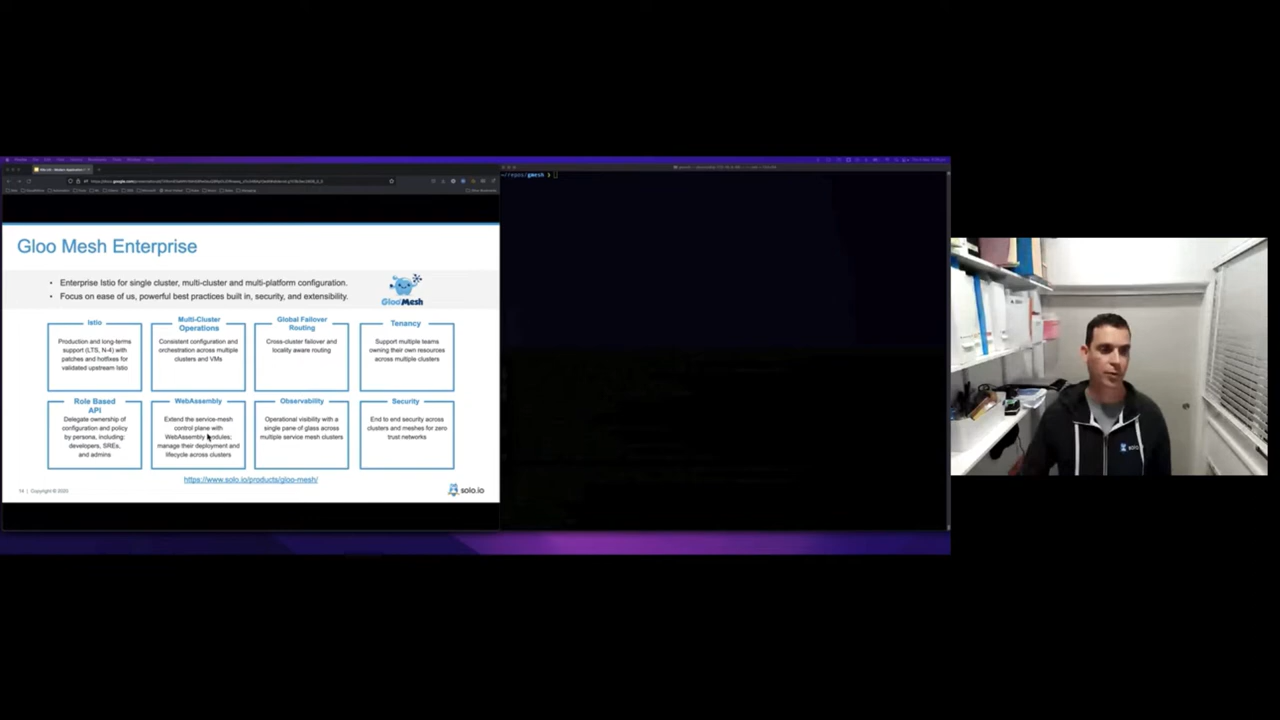 ~/repos/gmesh
Gloo Mesh Enterprise
• Enterprise Istio for single cluster, multi-cluster and multi-platform configuration.
• Focus on ease of us, powerful best practices built in, security, and extensibility.
Gloo Mesh
Istio
Production and long-terms
support (LTS, N-4) with
patches and hotfixes for
validated upstream Istio
Multi-Cluster
Operations
Consistent configuration and
orchestration across multiple
clusters and VMs
Global Failover
Routing
Cross-cluster failover and
locality aware routing
Tenancy
Support multiple teams
owning their own resources
across multiple clusters
Role Based
API
Delegate ownership of
configuration and policy
by persona, including:
developers, SREs,
and admins
WebAssembly
Extend the service-mesh
control plane with
WebAssembly modules;
manage their deployment and
lifecycle across clusters
Observability
Operational visibility with a
single pane of glass across
multiple service mesh clusters
Security
End to end security across
clusters and meshes for zero
trust networks
https://www.solo.io/products/gloo-mesh/
Copyright © 2020
solo.io